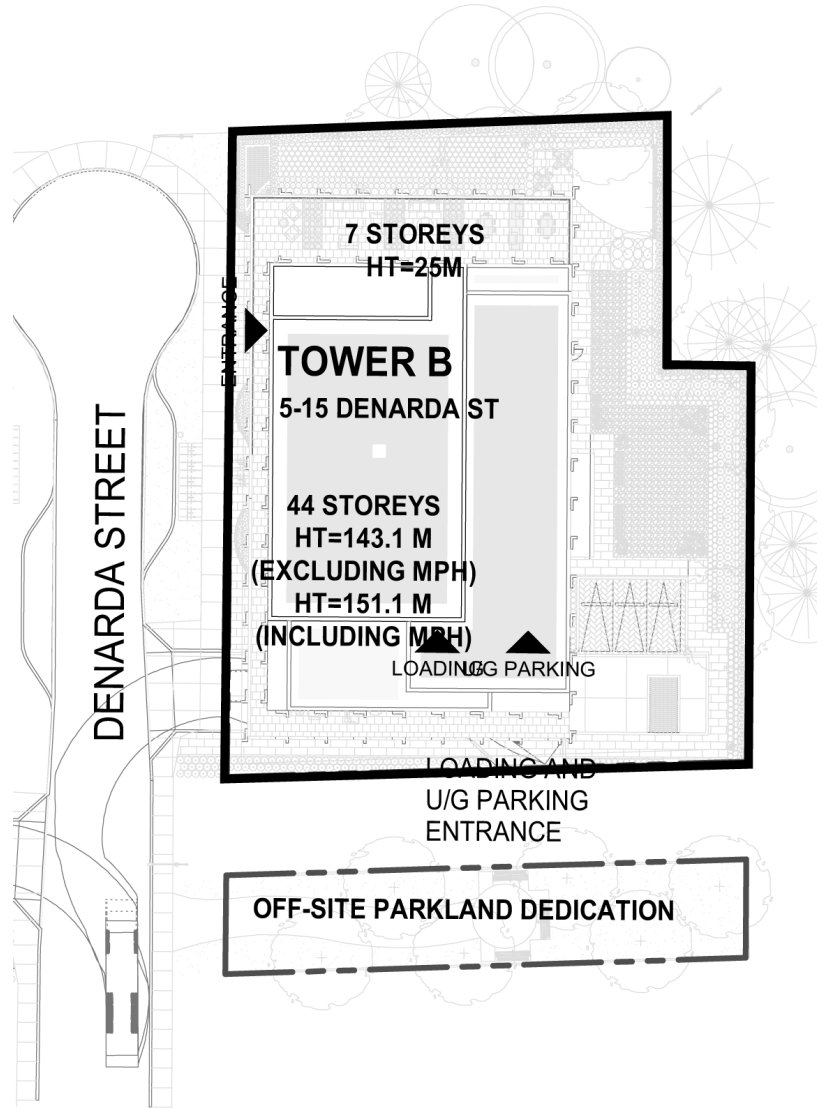 7 STOREYS
HT=25M
ENTRANCE
TOWER B
5-15 DENARDA ST
44 STOREYS
HT=143.1 M
(EXCLUDING MPH)
HT=151.1 M
(INCLUDING MPH)
LOADING
U/G PARKING
DENARDA STREET
LOADING AND
U/G PARKING
ENTRANCE
OFF-SITE PARKLAND DEDICATION